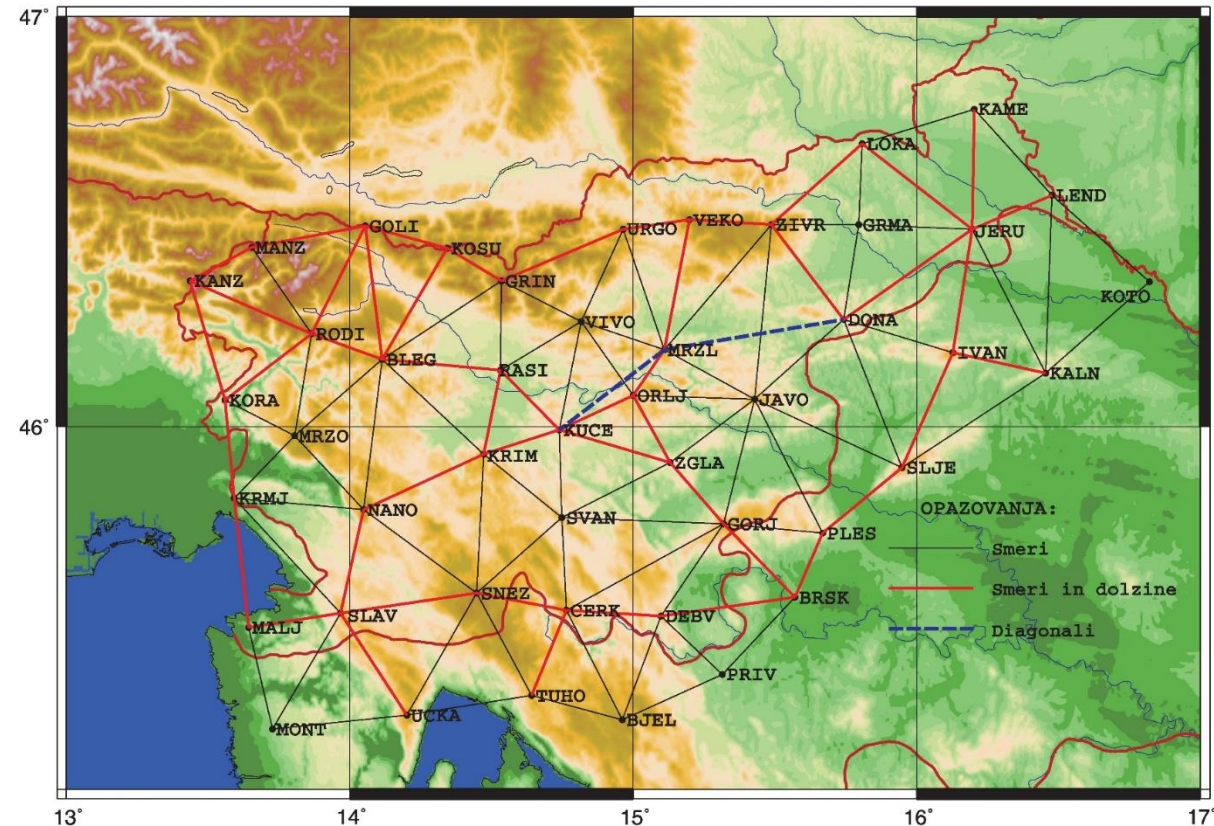 47°
KAME
LOKA
LEND
GOLI
URGO
VEKO
ZIVR
GRMA
JERU
MANZ
KOSU
KANZ
GRIN
KOTO
VIVO
DONA
RODI
MRZL
IVAN
BLEG
RASI
KALN
KORA
ORLJ
JAVO
46°
MRZO
KUCE
KRIM
ZGLA
SLJE
KRMJ
NANO
SVAN
GORJ
PLES
OPAZOVANJA:
Smeri
Smeri in dolzine
Diagonali
SNEZ
BRSK
MALJ
SLAV
CERK
DEBV
PRIV
TUHO
UCKA
BJEL
MONT
13°
14°
15°
16°
17°